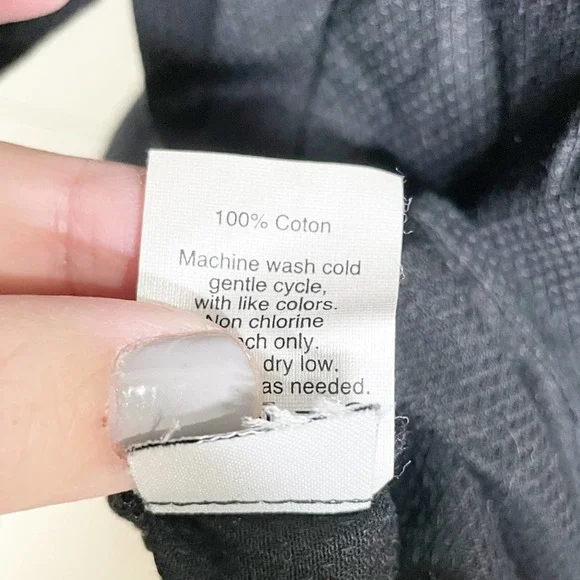 100% Coton
Machine wash cold
gentle cycle,
with like colors.
Non chlorine
only.
dry low.
as needed.